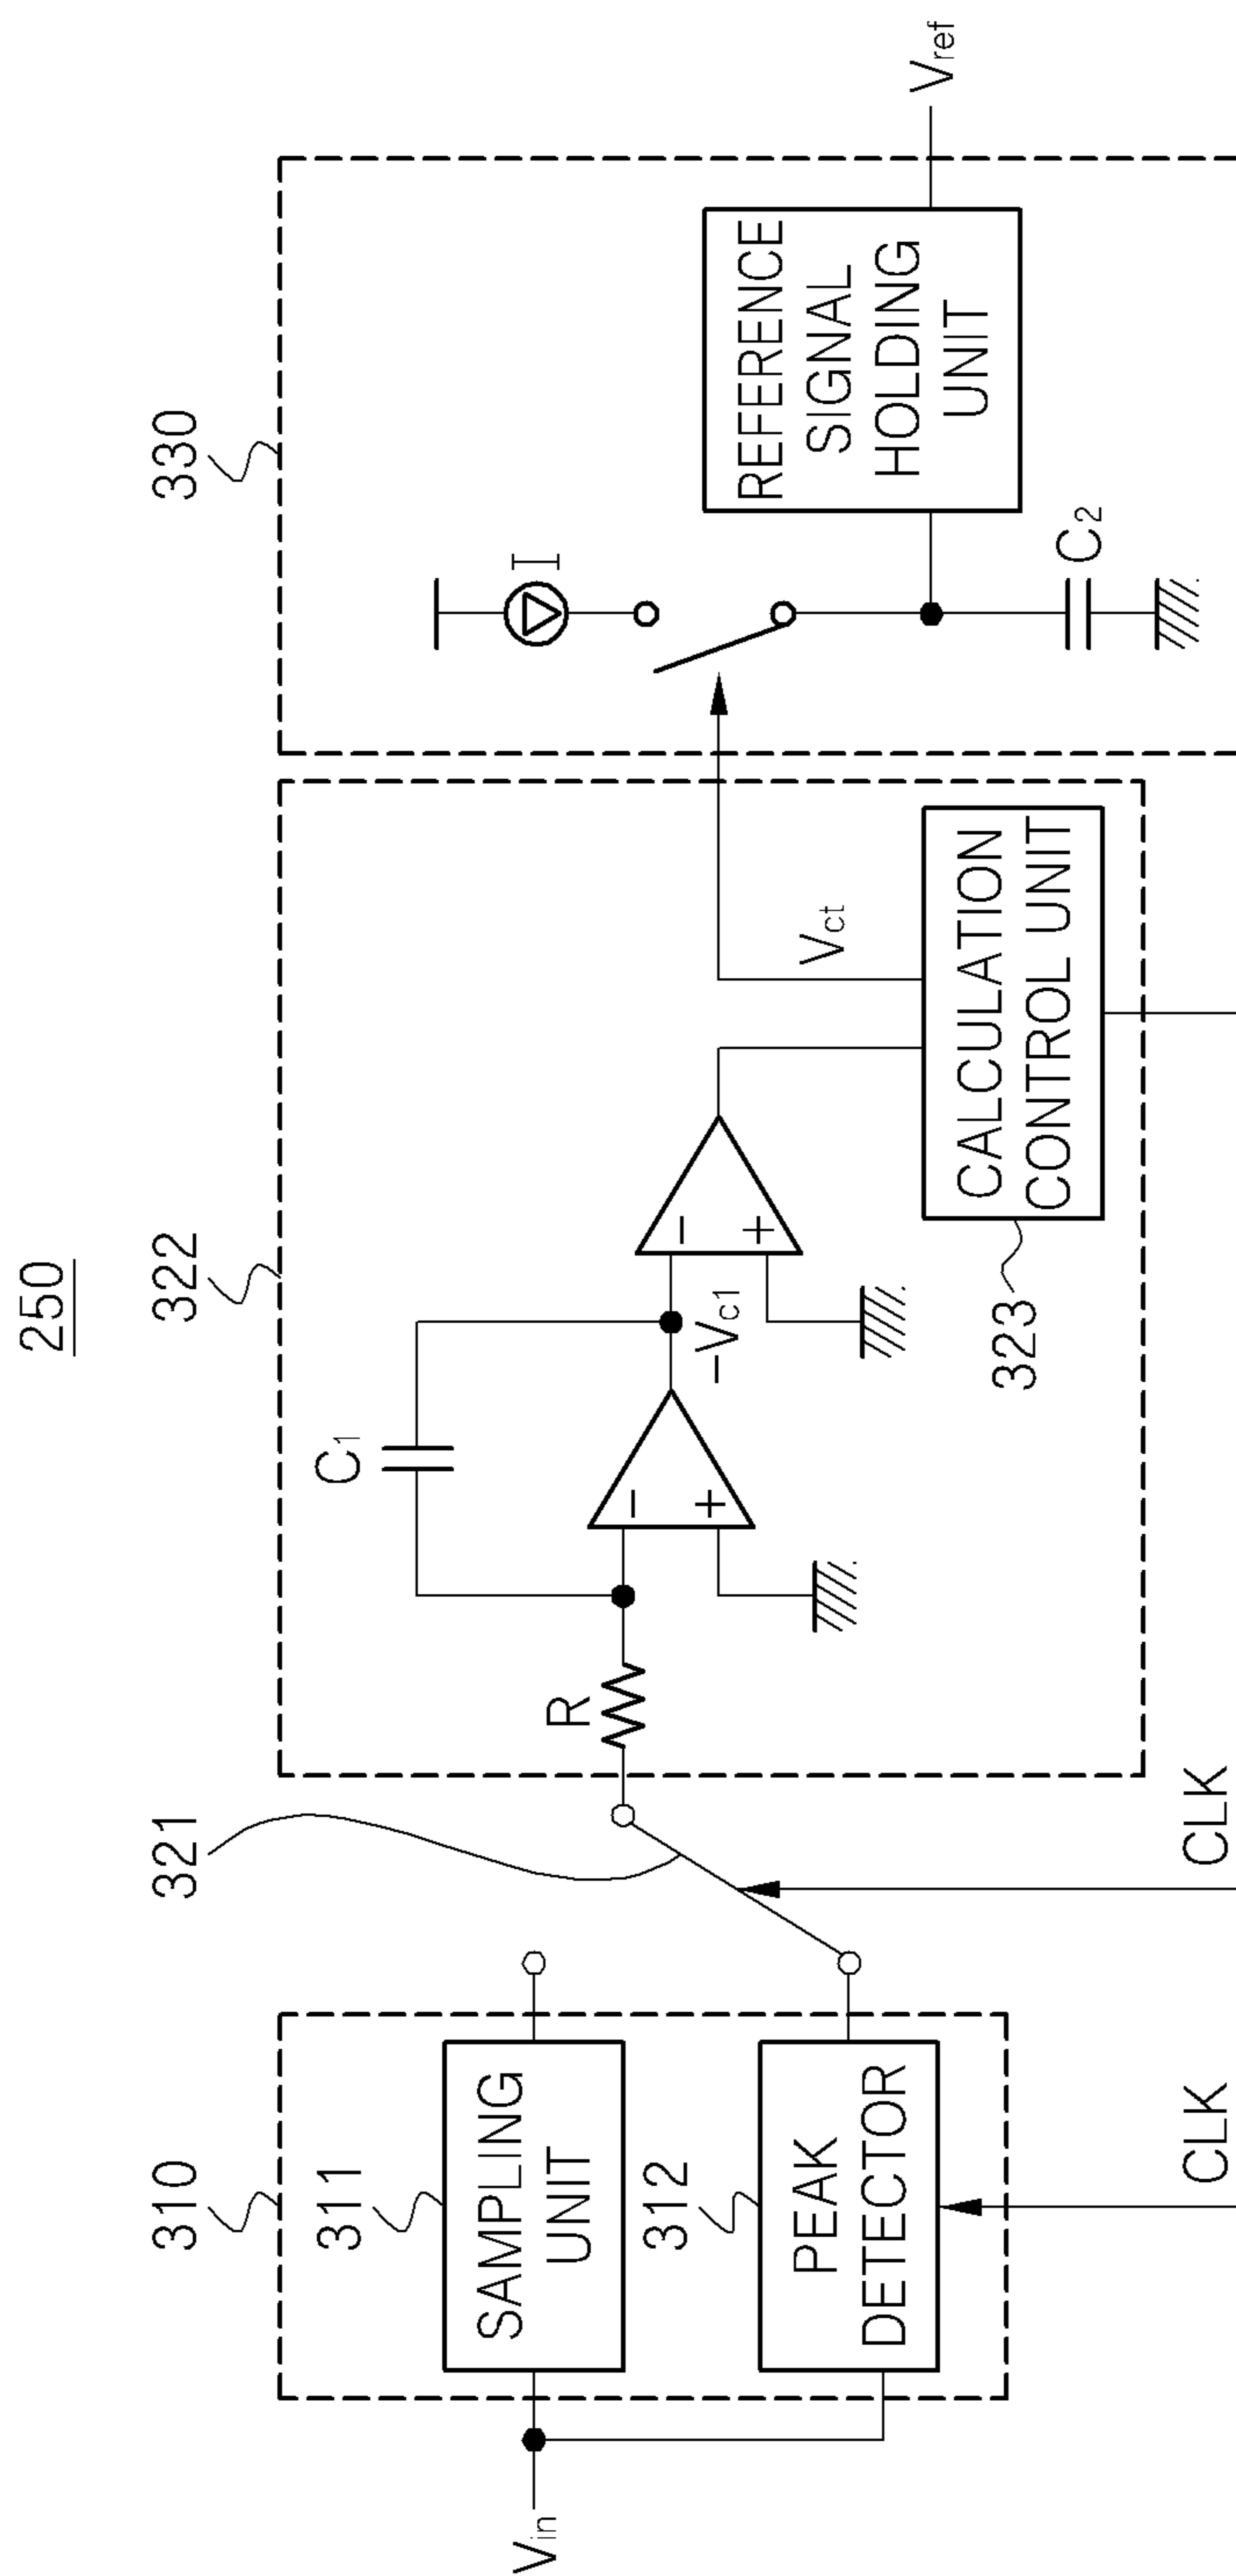 250
310
311
SAMPLING
UNIT
312
PEAK
DETECTOR
Vin
CLK
321
CLK
322
R
C1
−
+
−Vc1
−
+
323
CALCULATION
CONTROL UNIT
Vct
330
I
C2
REFERENCE
SIGNAL
HOLDING
UNIT
Vref